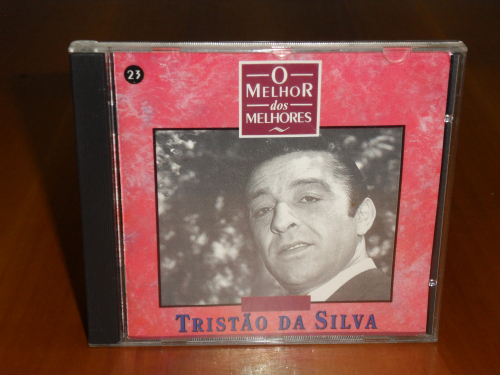 23
O
MELHOR
dos
MELHORES
TRISTÃO DA SILVA